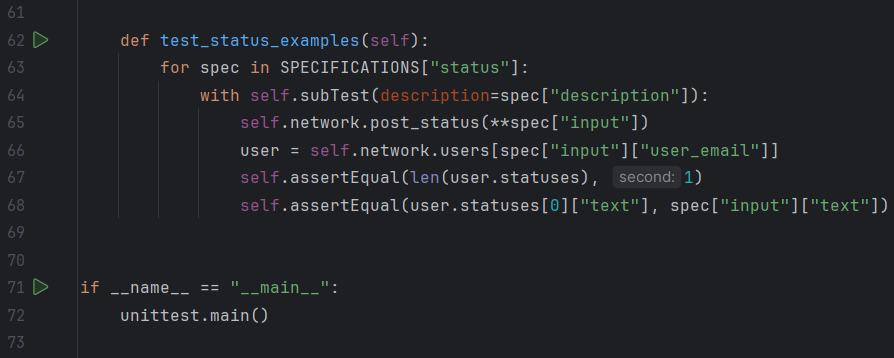 61
62 def test_status_examples(self):
63 for spec in SPECIFICATIONS["status"]:
64 with self.subTest(description=spec["description"]):
65 self.network.post_status(**spec["input"])
66 user = self.network.users[spec["input"]["user_email"]]
67 self.assertEqual(len(user.statuses), second: 1)
68 self.assertEqual(user.statuses[0]["text"], spec["input"]["text"])
69
70
71 if __name__ == "__main__":
72 unittest.main()
73